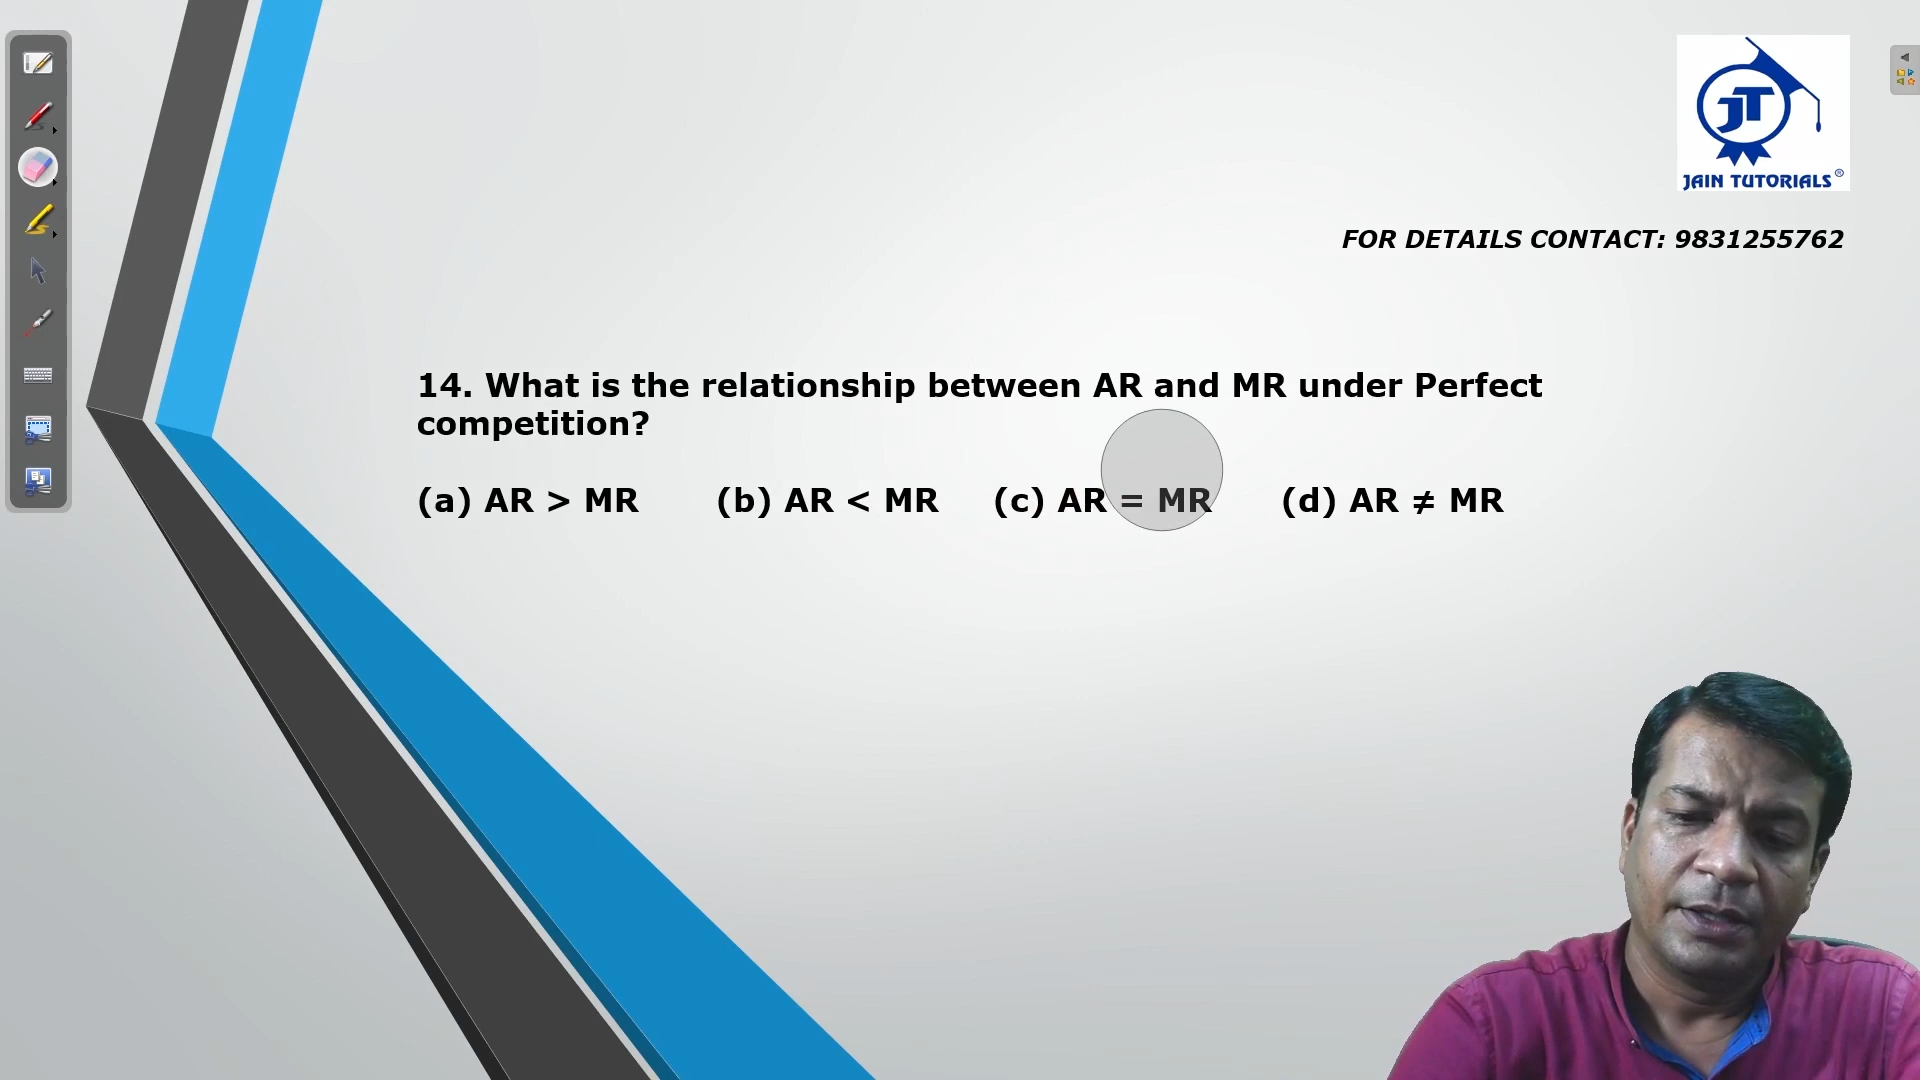 JT
JAIN TUTORIALS®
FOR DETAILS CONTACT: 9831255762
14. What is the relationship between AR and MR under Perfect
competition?
(a) AR > MR (b) AR < MR (c) AR = MR (d) AR ≠ MR